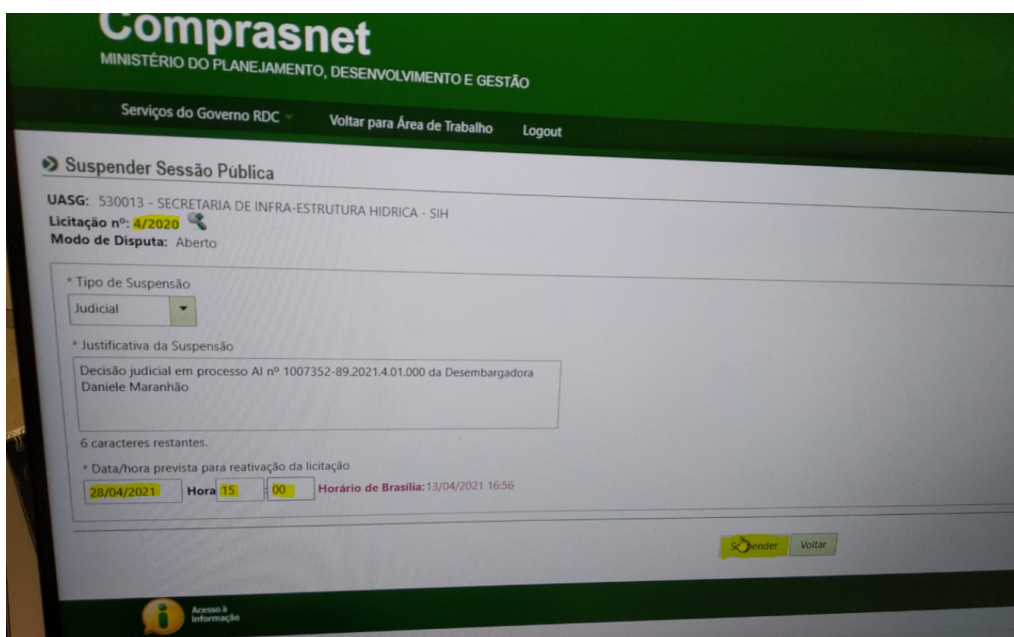 Comprasnet
MINISTÉRIO DO PLANEJAMENTO, DESENVOLVIMENTO E GESTÃO
Serviços do Governo RDC Voltar para Área de Trabalho Logout
Suspender Sessão Pública
UASG: 530013 - SECRETARIA DE INFRA-ESTRUTURA HIDRICA - SIH
Licitação nº: 4/2020
Modo de Disputa: Aberto
* Tipo de Suspensão
Judicial
* Justificativa da Suspensão
Decisão judicial em processo AI nº 1007352-89.2021.4.01.000 da Desembargadora
Daniele Maranhão
6 caracteres restantes.
* Data/hora prevista para reativação da licitação
28/04/2021 Hora 15 : 00 Horário de Brasília: 13/04/2021 16:56
Suspender Voltar
Acesso à
Informação